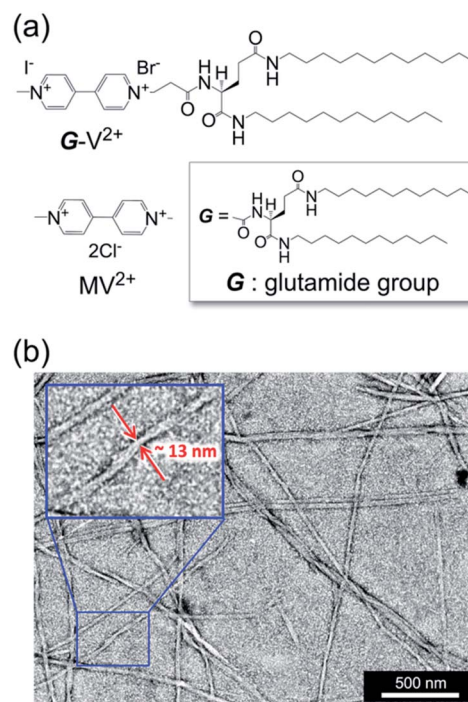 (a)
I⁻ Br⁻
N⁺ N⁺ O H N O N H O N H
G-V²⁺
N⁺ N⁺
2Cl⁻
MV²⁺
G = O H N O N H O N H
G : glutamide group
(b)
~ 13 nm
500 nm